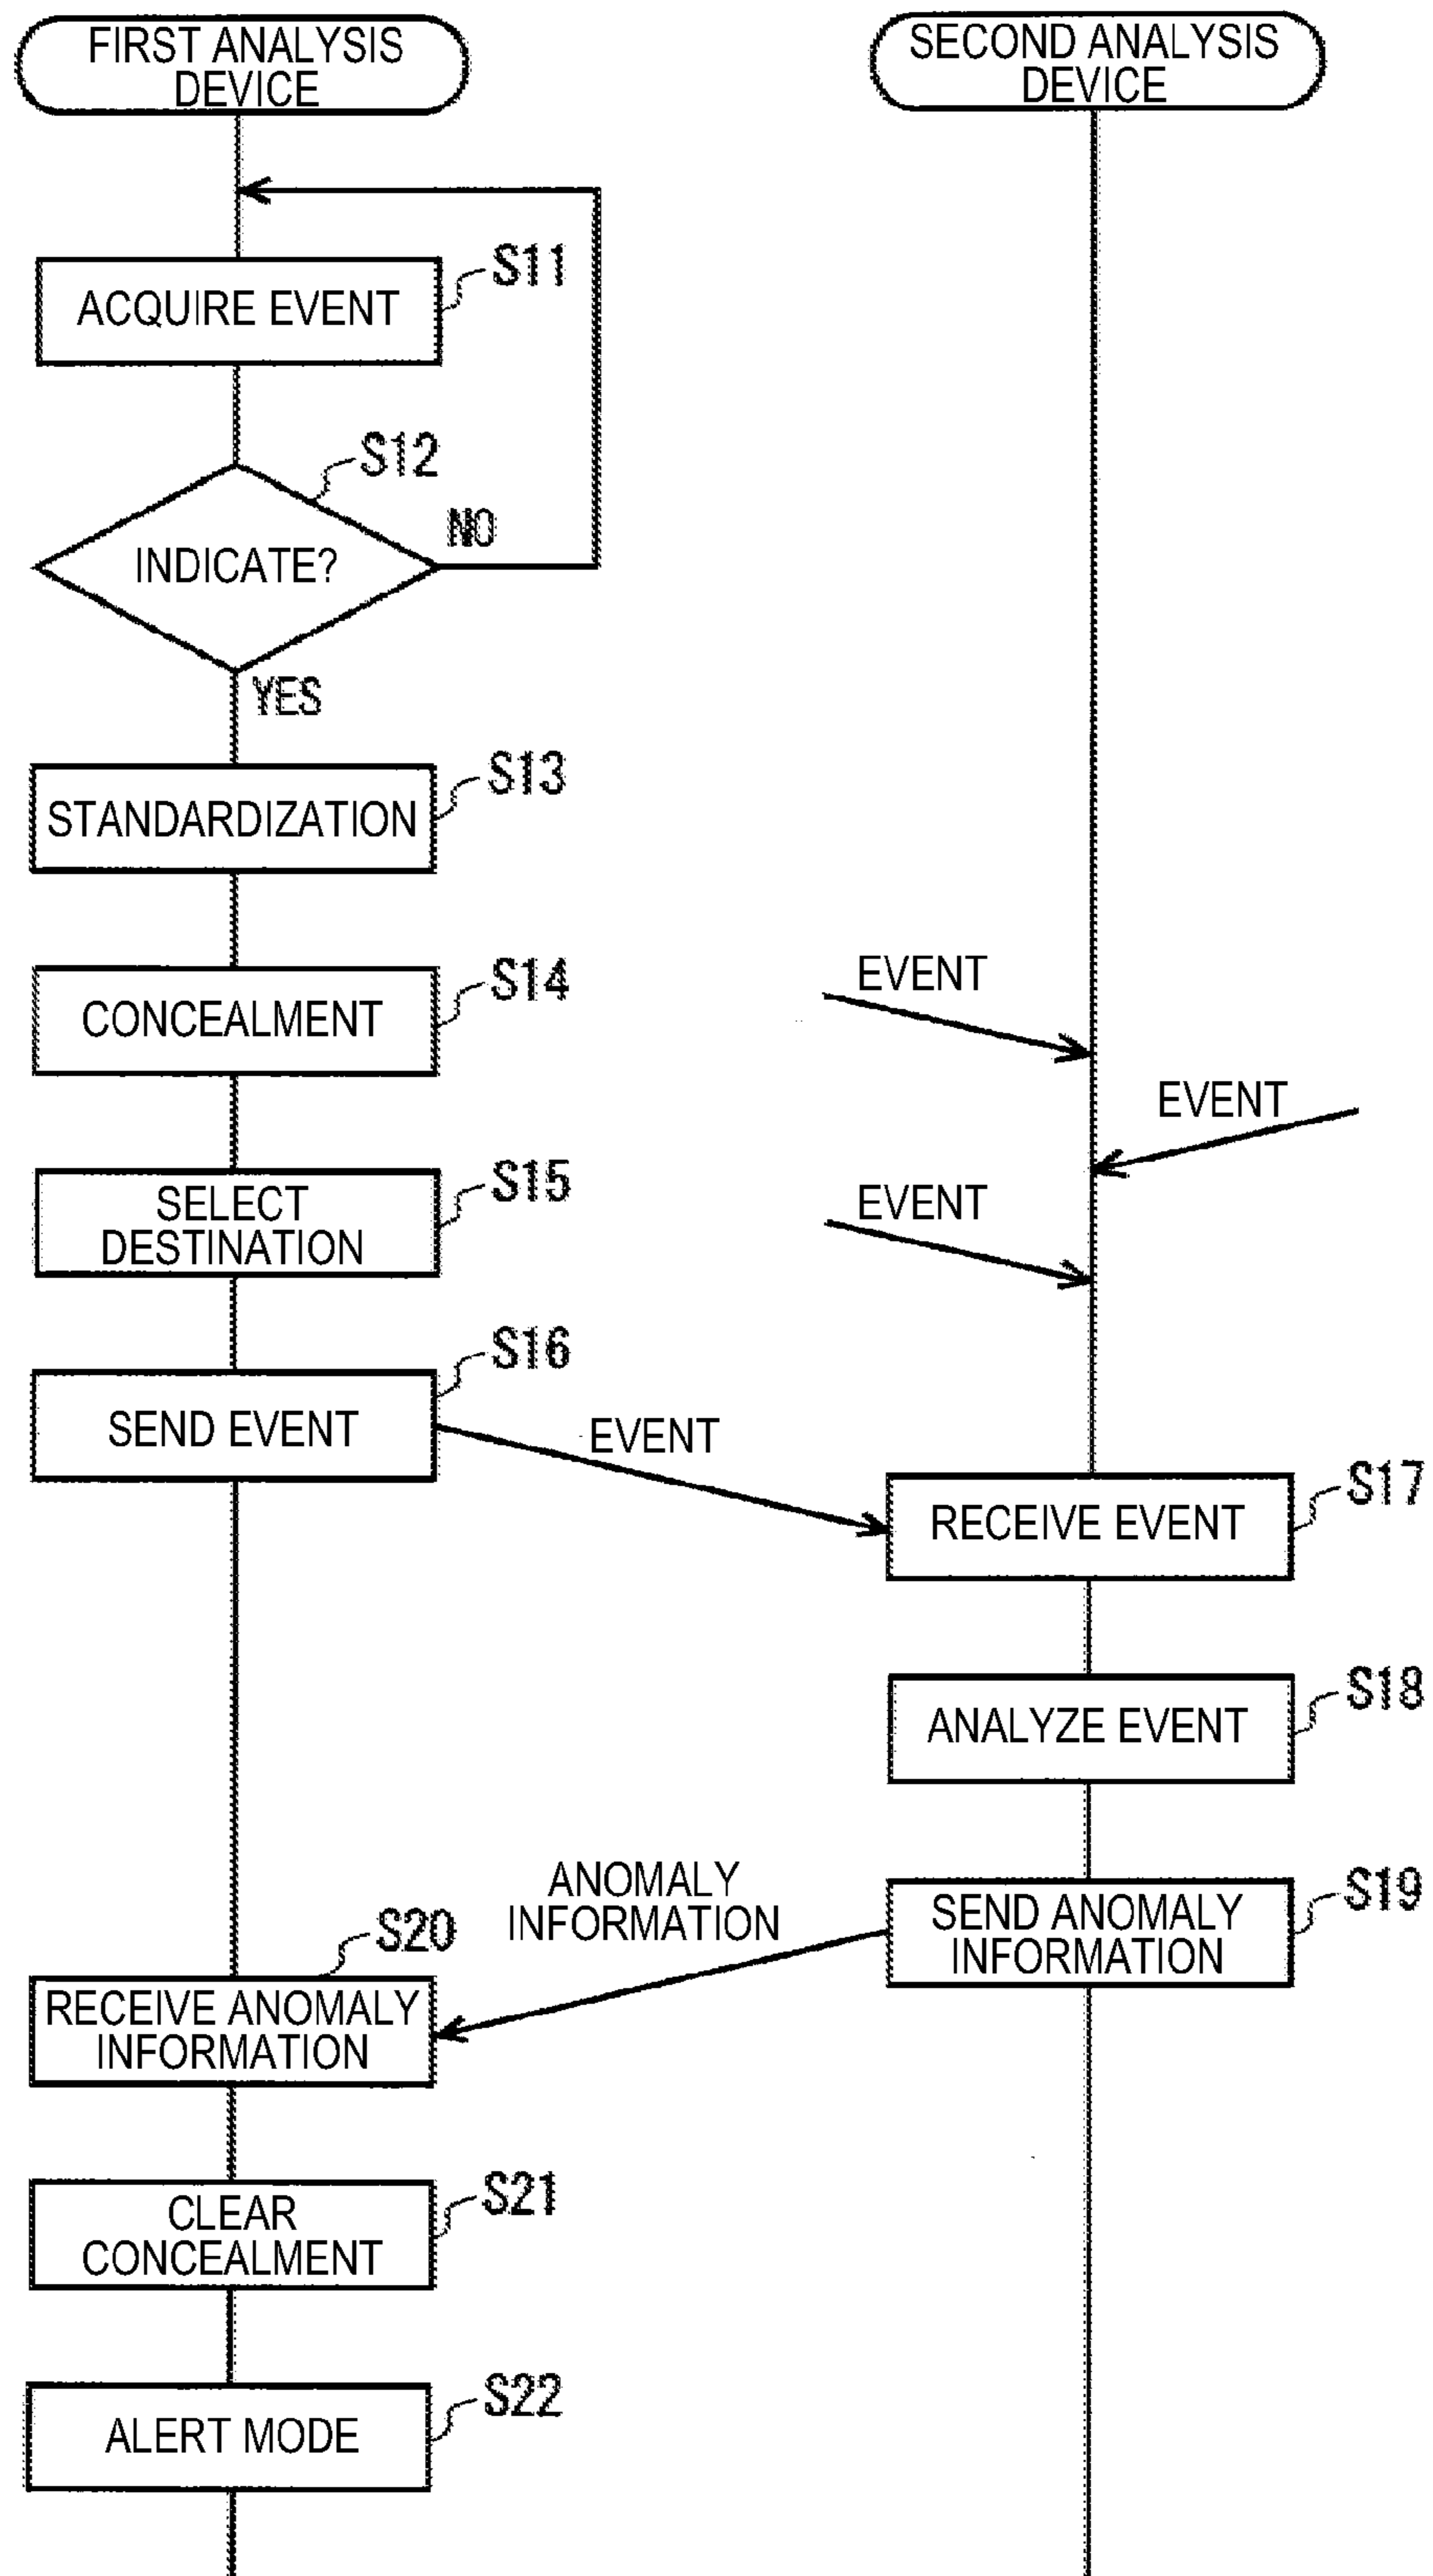 FIRST ANALYSIS
DEVICE
SECOND ANALYSIS
DEVICE
S11
ACQUIRE EVENT
S12
NO
INDICATE?
YES
S13
STANDARDIZATION
S14
CONCEALMENT
EVENT
EVENT
S15
SELECT
DESTINATION
EVENT
S16
SEND EVENT
EVENT
S17
RECEIVE EVENT
S18
ANALYZE EVENT
S19
SEND ANOMALY
INFORMATION
ANOMALY
INFORMATION
S20
RECEIVE ANOMALY
INFORMATION
S21
CLEAR
CONCEALMENT
S22
ALERT MODE